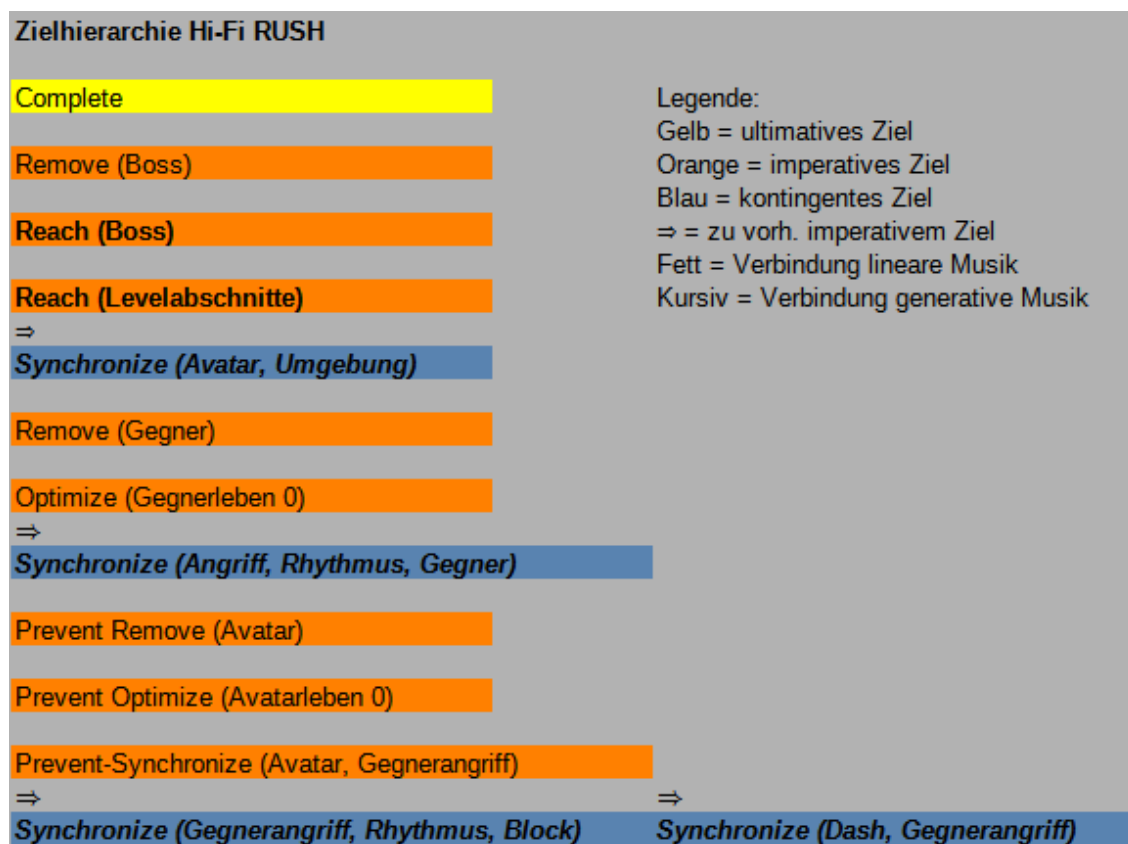 Zielhierarchie Hi-Fi RUSH
Complete
Legende:
Gelb = ultimatives Ziel
Remove (Boss)
Orange = imperatives Ziel
Blau = kontingentes Ziel
Reach (Boss)
⇒ = zu vorh. imperativem Ziel
Fett = Verbindung lineare Musik
Reach (Levelabschnitte)
Kursiv = Verbindung generative Musik
⇒
Synchronize (Avatar, Umgebung)
Remove (Gegner)
Optimize (Gegnerleben 0)
⇒
Synchronize (Angriff, Rhythmus, Gegner)
Prevent Remove (Avatar)
Prevent Optimize (Avatarleben 0)
Prevent-Synchronize (Avatar, Gegnerangriff)
⇒ ⇒
Synchronize (Gegnerangriff, Rhythmus, Block) Synchronize (Dash, Gegnerangriff)